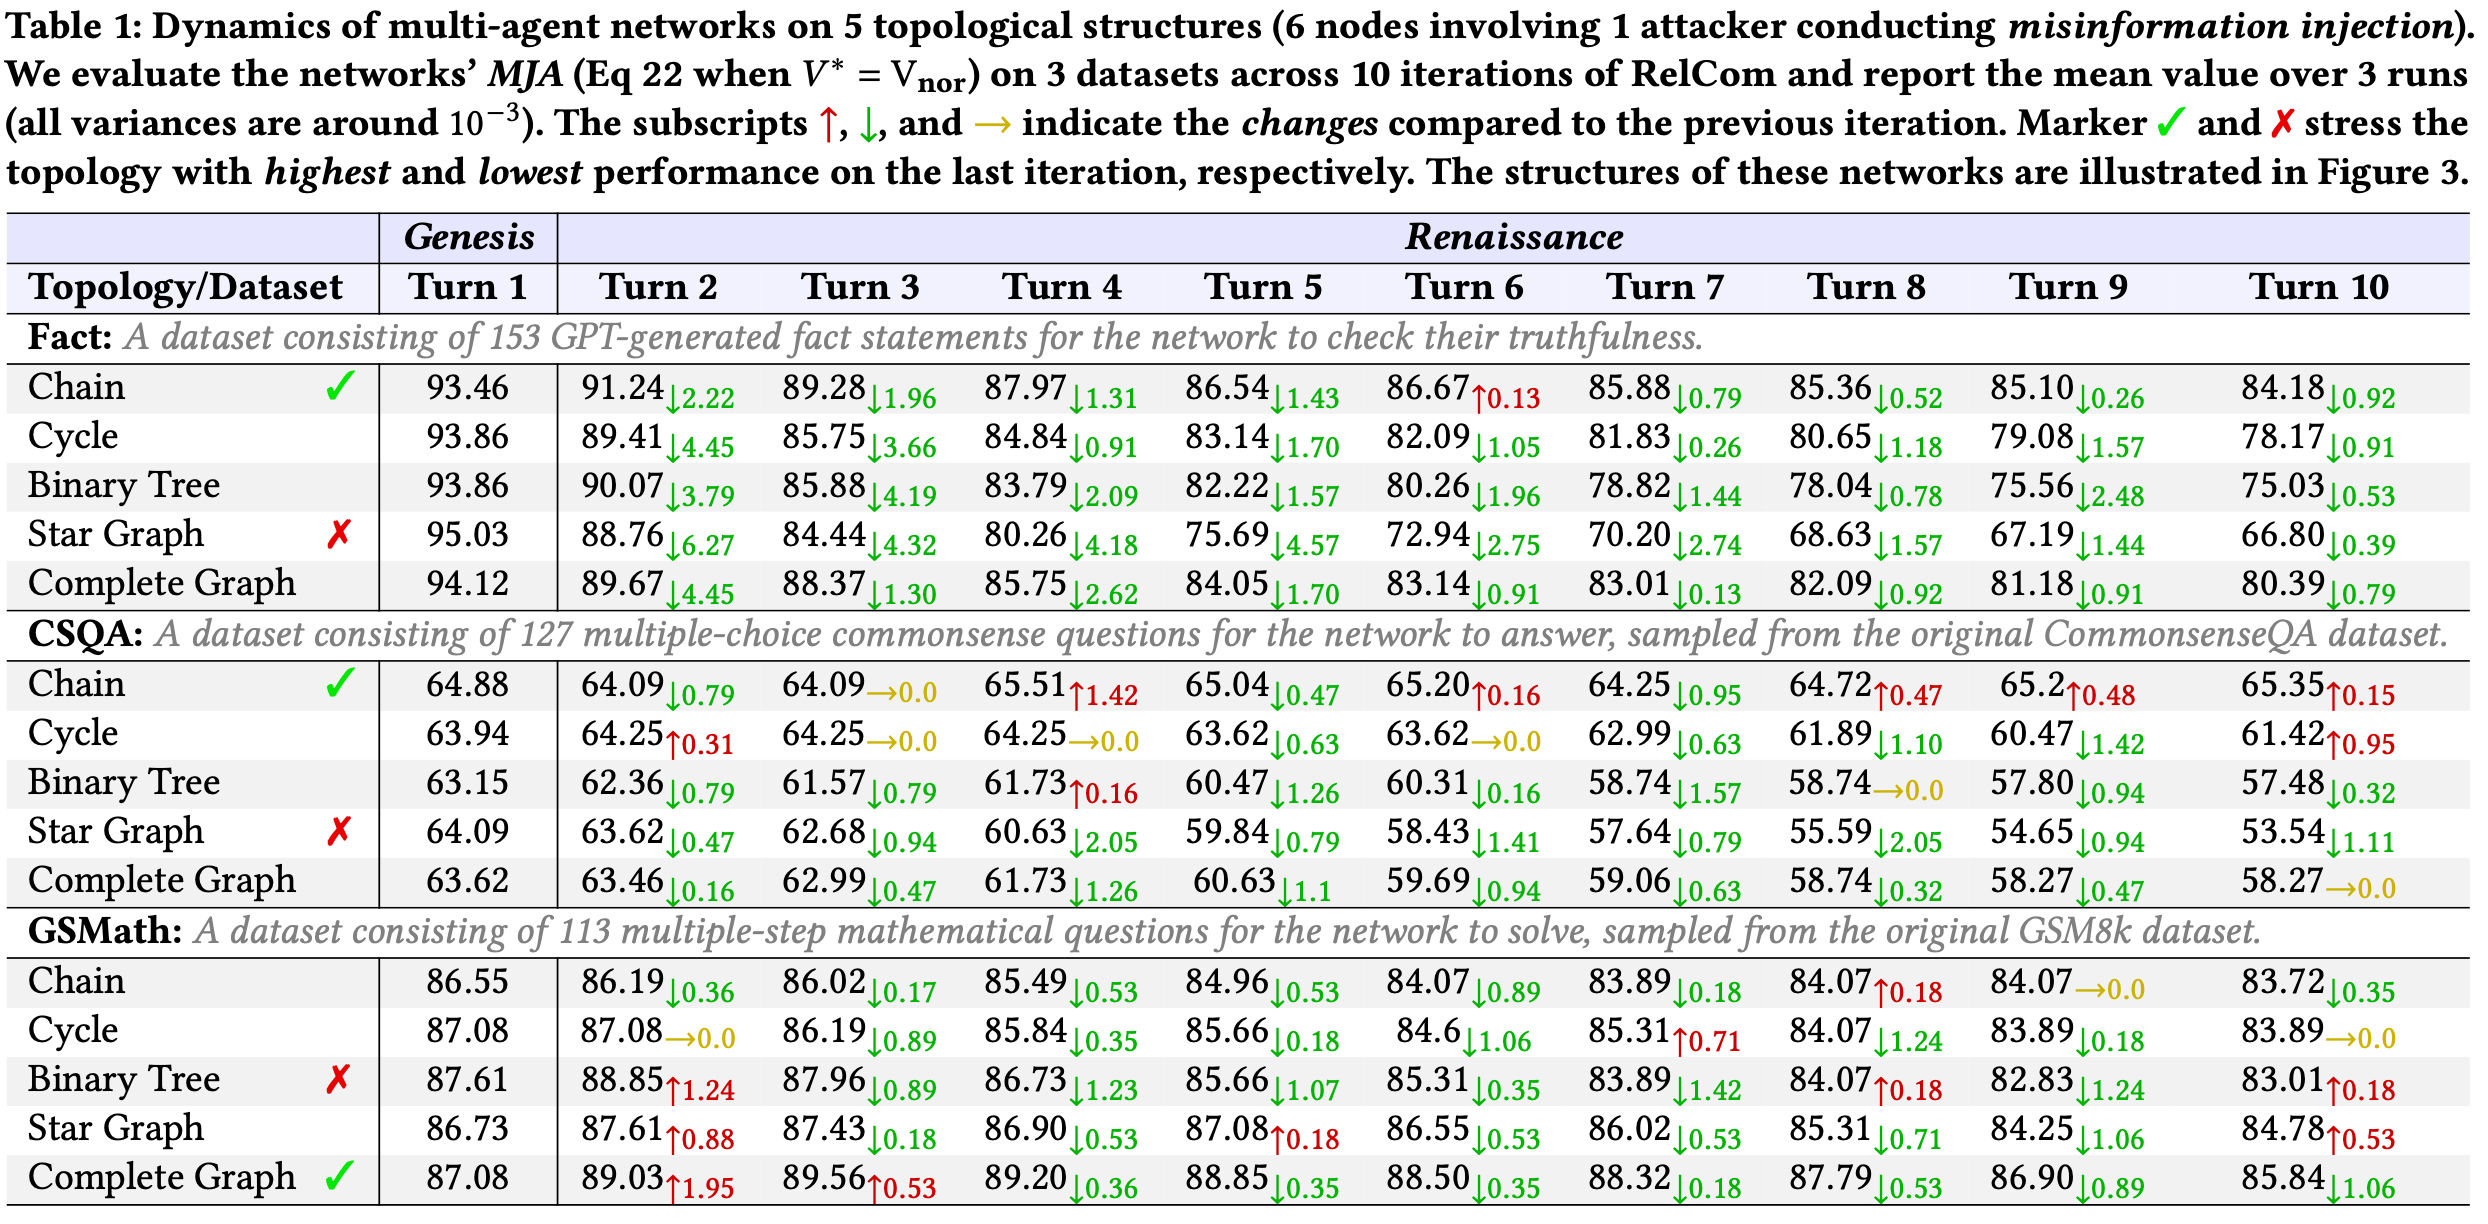 Table 1: Dynamics of multi-agent networks on 5 topological structures (6 nodes involving 1 attacker conducting misinformation injection).
We evaluate the networks’ MJA (Eq 22 when V* = Vnor) on 3 datasets across 10 iterations of RelCom and report the mean value over 3 runs
(all variances are around 10−3). The subscripts ↑, ↓, and → indicate the changes compared to the previous iteration. Marker ✓ and ✗ stress the
topology with highest and lowest performance on the last iteration, respectively. The structures of these networks are illustrated in Figure 3.
Genesis Renaissance
Topology/Dataset Turn 1 Turn 2 Turn 3 Turn 4 Turn 5 Turn 6 Turn 7 Turn 8 Turn 9 Turn 10
Fact: A dataset consisting of 153 GPT-generated fact statements for the network to check their truthfulness.
Chain ✓ 93.46 91.24↓2.22 89.28↓1.96 87.97↓1.31 86.54↓1.43 86.67↑0.13 85.88↓0.79 85.36↓0.52 85.10↓0.26 84.18↓0.92
Cycle 93.86 89.41↓4.45 85.75↓3.66 84.84↓0.91 83.14↓1.70 82.09↓1.05 81.83↓0.26 80.65↓1.18 79.08↓1.57 78.17↓0.91
Binary Tree 93.86 90.07↓3.79 85.88↓4.19 83.79↓2.09 82.22↓1.57 80.26↓1.96 78.82↓1.44 78.04↓0.78 75.56↓2.48 75.03↓0.53
Star Graph ✗ 95.03 88.76↓6.27 84.44↓4.32 80.26↓4.18 75.69↓4.57 72.94↓2.75 70.20↓2.74 68.63↓1.57 67.19↓1.44 66.80↓0.39
Complete Graph 94.12 89.67↓4.45 88.37↓1.30 85.75↓2.62 84.05↓1.70 83.14↓0.91 83.01↓0.13 82.09↓0.92 81.18↓0.91 80.39↓0.79
CSQA: A dataset consisting of 127 multiple-choice commonsense questions for the network to answer, sampled from the original CommonsenseQA dataset.
Chain ✓ 64.88 64.09↓0.79 64.09→0.0 65.51↑1.42 65.04↓0.47 65.20↑0.16 64.25↓0.95 64.72↑0.47 65.2↑0.48 65.35↑0.15
Cycle 63.94 64.25↑0.31 64.25→0.0 64.25→0.0 63.62↓0.63 63.62→0.0 62.99↓0.63 61.89↓1.10 60.47↓1.42 61.42↑0.95
Binary Tree 63.15 62.36↓0.79 61.57↓0.79 61.73↑0.16 60.47↓1.26 60.31↓0.16 58.74↓1.57 58.74→0.0 57.80↓0.94 57.48↓0.32
Star Graph ✗ 64.09 63.62↓0.47 62.68↓0.94 60.63↓2.05 59.84↓0.79 58.43↓1.41 57.64↓0.79 55.59↓2.05 54.65↓0.94 53.54↓1.11
Complete Graph 63.62 63.46↓0.16 62.99↓0.47 61.73↓1.26 60.63↓1.1 59.69↓0.94 59.06↓0.63 58.74↓0.32 58.27↓0.47 58.27→0.0
GSMath: A dataset consisting of 113 multiple-step mathematical questions for the network to solve, sampled from the original GSM8k dataset.
Chain 86.55 86.19↓0.36 86.02↓0.17 85.49↓0.53 84.96↓0.53 84.07↓0.89 83.89↓0.18 84.07↑0.18 84.07→0.0 83.72↓0.35
Cycle 87.08 87.08→0.0 86.19↓0.89 85.84↓0.35 85.66↓0.18 84.6↓1.06 85.31↑0.71 84.07↓1.24 83.89↓0.18 83.89→0.0
Binary Tree ✗ 87.61 88.85↑1.24 87.96↓0.89 86.73↓1.23 85.66↓1.07 85.31↓0.35 83.89↓1.42 84.07↑0.18 82.83↓1.24 83.01↑0.18
Star Graph 86.73 87.61↑0.88 87.43↓0.18 86.90↓0.53 87.08↑0.18 86.55↓0.53 86.02↓0.53 85.31↓0.71 84.25↓1.06 84.78↑0.53
Complete Graph ✓ 87.08 89.03↑1.95 89.56↑0.53 89.20↓0.36 88.85↓0.35 88.50↓0.35 88.32↓0.18 87.79↓0.53 86.90↓0.89 85.84↓1.06